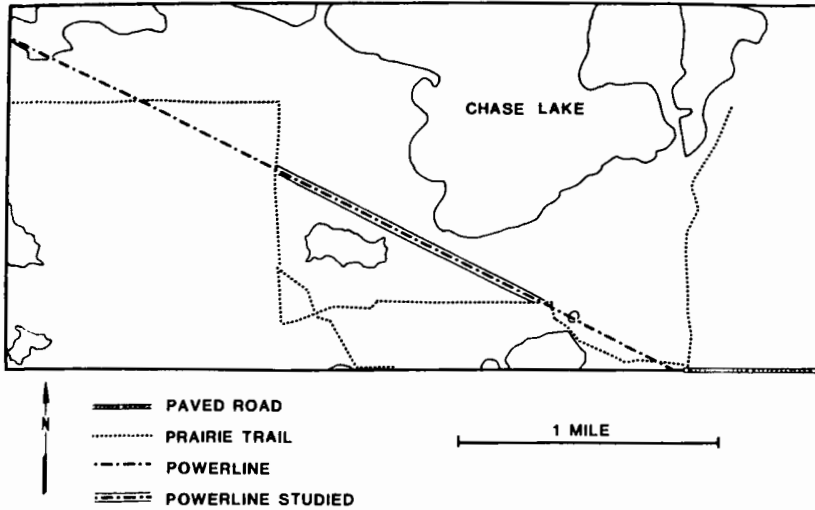 CHASE LAKE
N
PAVED ROAD
PRAIRIE TRAIL
POWERLINE
POWERLINE STUDIED
1 MILE